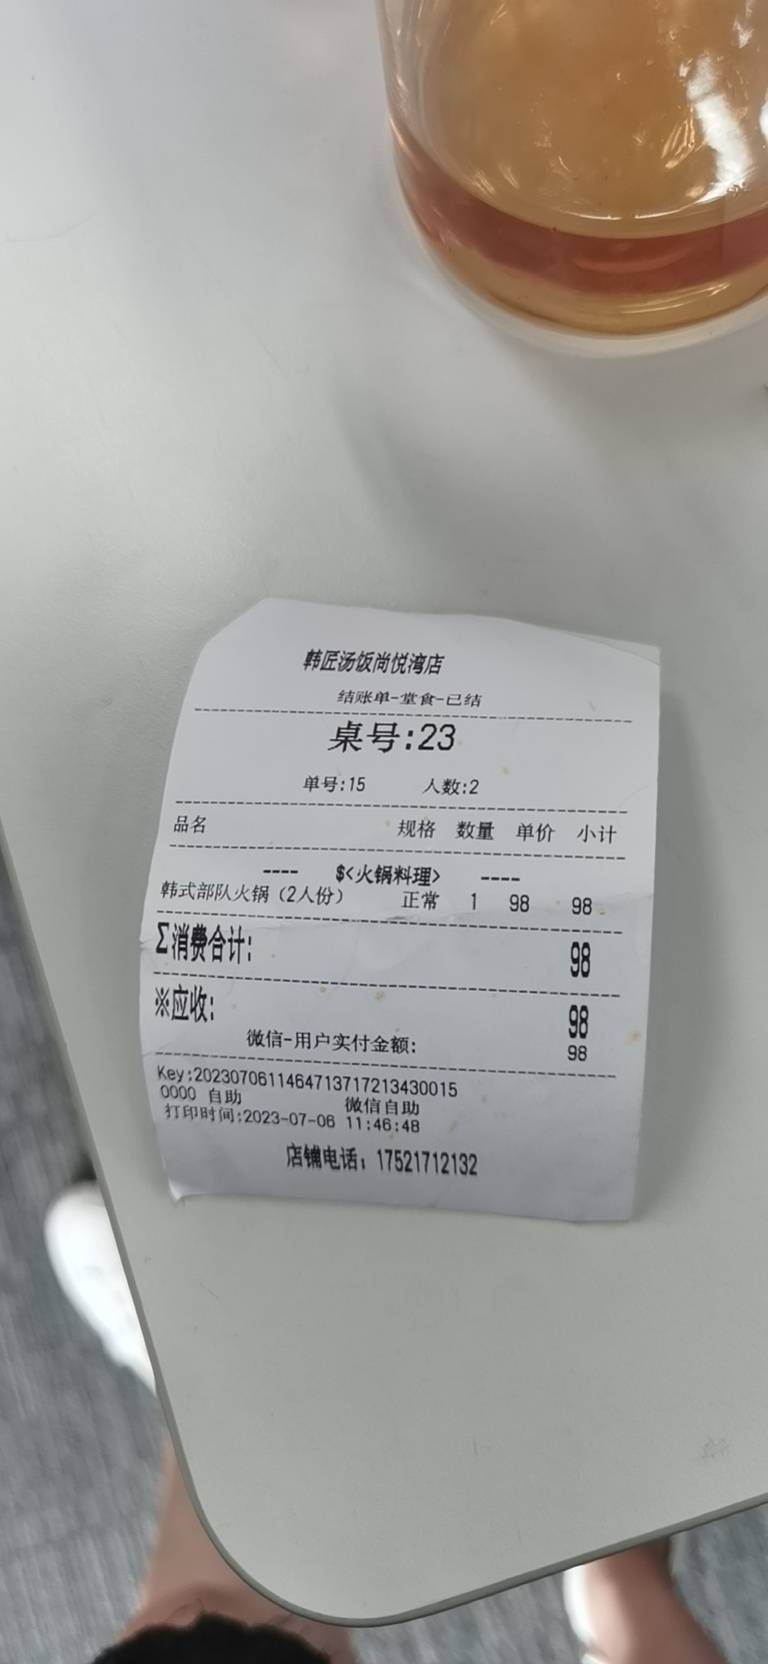 韩匠汤饭尚悦湾店
结账单-堂食-已结
桌号:23
单号:15 人数:2
品名 规格 数量 单价 小计
---- $<火锅料理> ----
韩式部队火锅（2人份） 正常 1 98 98
Σ消费合计: 98
※应收: 98
微信-用户实付金额: 98
Key:2023070611464713717213430015
0000 自助 微信自助
打印时间:2023-07-06 11:46:48
店铺电话：17521712132